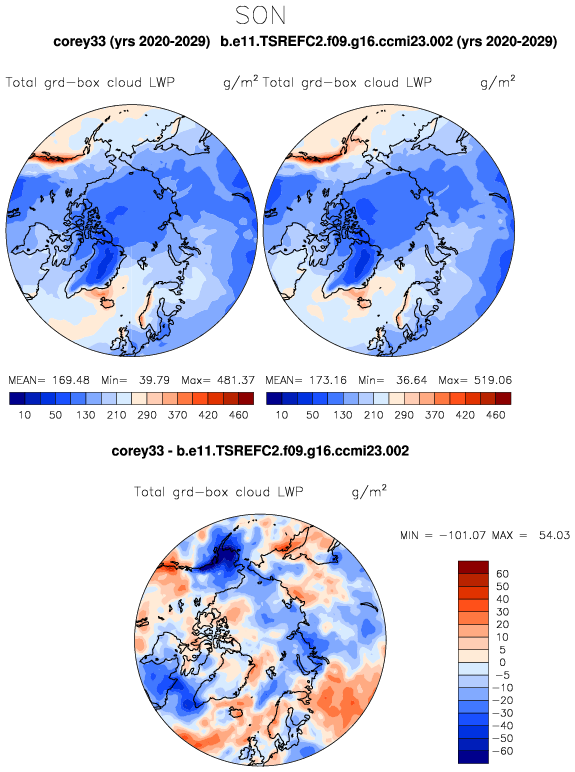 SON
corey33 (yrs 2020-2029) b.e11.TSREFC2.f09.g16.ccmi23.002 (yrs 2020-2029)
Total grd-box cloud LWP g/m² Total grd-box cloud LWP g/m²
MEAN= 169.48 Min= 39.79 Max= 481.37 MEAN= 173.16 Min= 36.64 Max= 519.06
10 50 130 210 290 370 420 460 10 50 130 210 290 370 420 460
corey33 - b.e11.TSREFC2.f09.g16.ccmi23.002
Total grd-box cloud LWP g/m²
MIN = -101.07 MAX = 54.03
60
50
40
30
20
10
5
0
-5
-10
-20
-30
-40
-50
-60